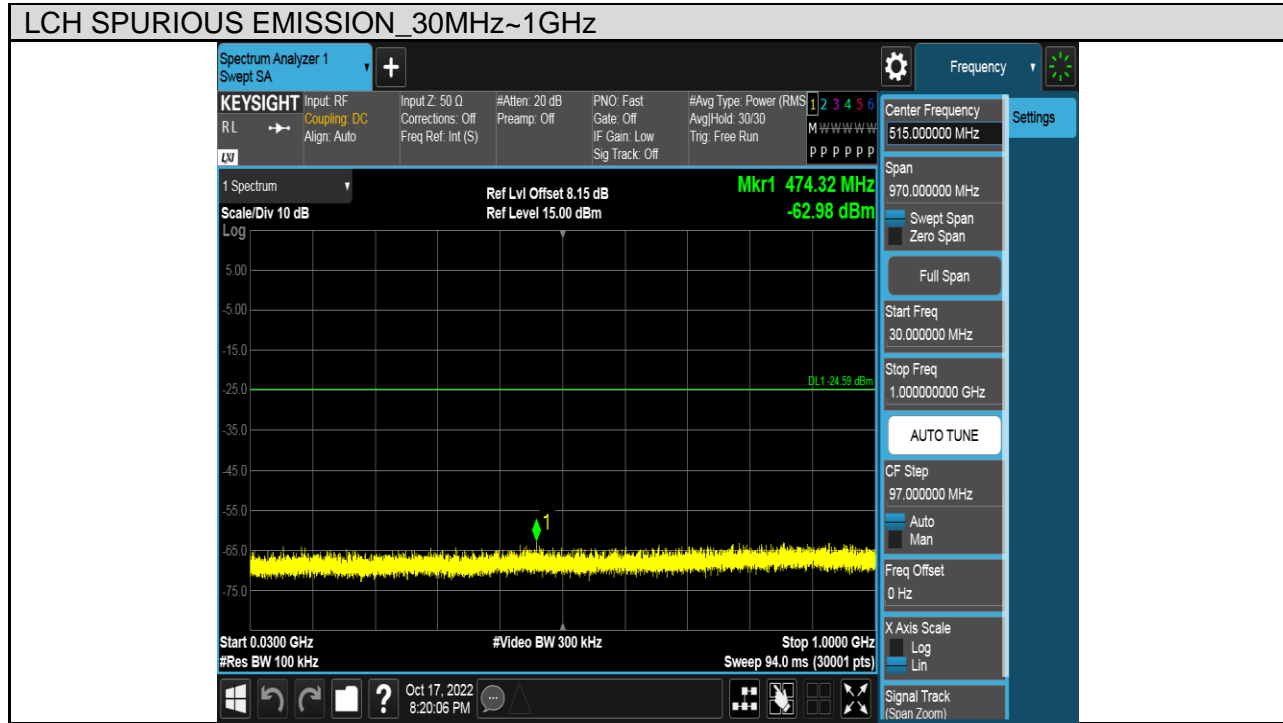 LCH SPURIOUS EMISSION_30MHz~1GHz
Spectrum Analyzer 1
Swept SA
+
Frequency
KEYSIGHT
RL
LXI
Input: RF
Coupling: DC
Align: Auto
Input Z: 50 Ω
Corrections: Off
Freq Ref: Int (S)
#Atten: 20 dB
Preamp: Off
PNO: Fast
Gate: Off
IF Gain: Low
Sig Track: Off
#Avg Type: Power (RMS
Avg|Hold: 30/30
Trig: Free Run
1 2 3 4 5 6
M W W W W W
P P P P P P
1 Spectrum
Scale/Div 10 dB
Ref Lvl Offset 8.15 dB
Ref Level 15.00 dBm
Mkr1 474.32 MHz
-62.98 dBm
Log
5.00
-5.00
-15.0
-25.0
DL1 -24.59 dBm
-35.0
-45.0
-55.0
1
-65.0
-75.0
Start 0.0300 GHz
#Video BW 300 kHz
Stop 1.0000 GHz
#Res BW 100 kHz
Sweep 94.0 ms (30001 pts)
?
Oct 17, 2022
8:20:06 PM
Center Frequency
515.000000 MHz
Settings
Span
970.000000 MHz
Swept Span
Zero Span
Full Span
Start Freq
30.000000 MHz
Stop Freq
1.000000000 GHz
AUTO TUNE
CF Step
97.000000 MHz
Auto
Man
Freq Offset
0 Hz
X Axis Scale
Log
Lin
Signal Track
(Span Zoom)